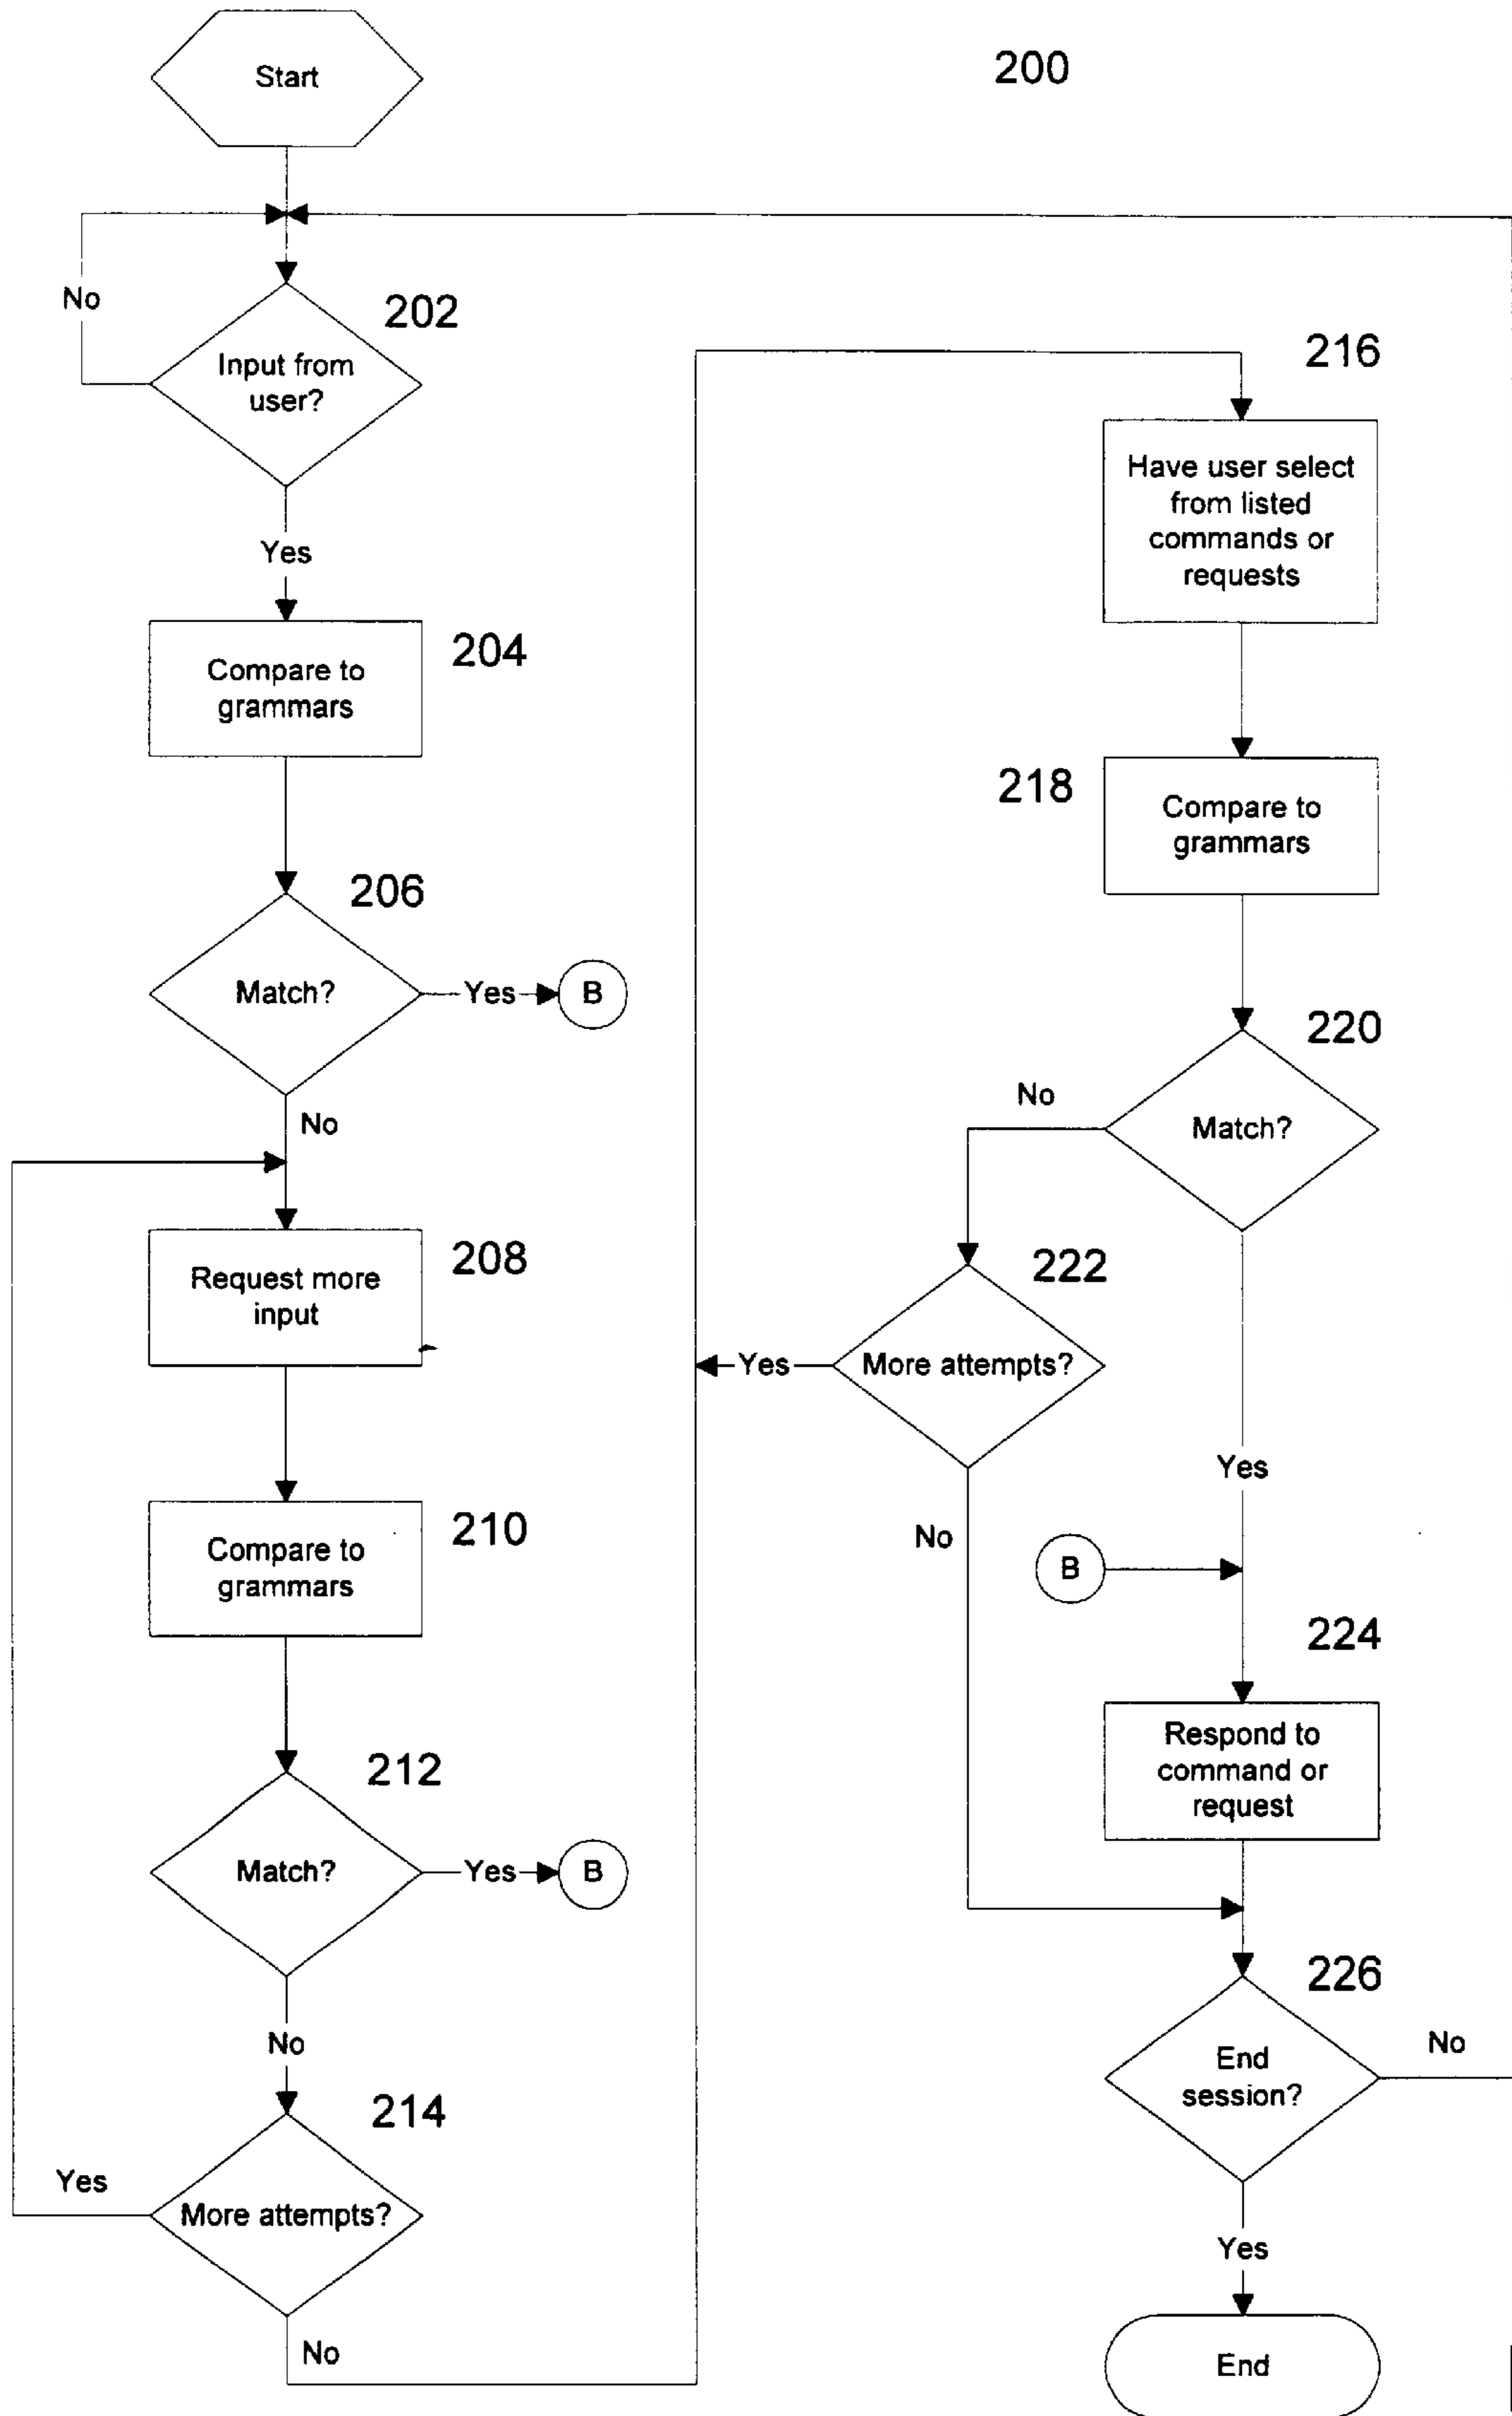 Start
200
No
202
Input from
user?
Yes
Compare to
grammars
204
206
Match?
Yes
B
No
Request more
input
208
Compare to
grammars
210
212
Match?
Yes
B
No
214
Yes
More attempts?
No
216
Have user select
from listed
commands or
requests
218
Compare to
grammars
220
No
Match?
222
Yes
More attempts?
Yes
No
B
224
Respond to
command or
request
226
End
session?
No
Yes
End